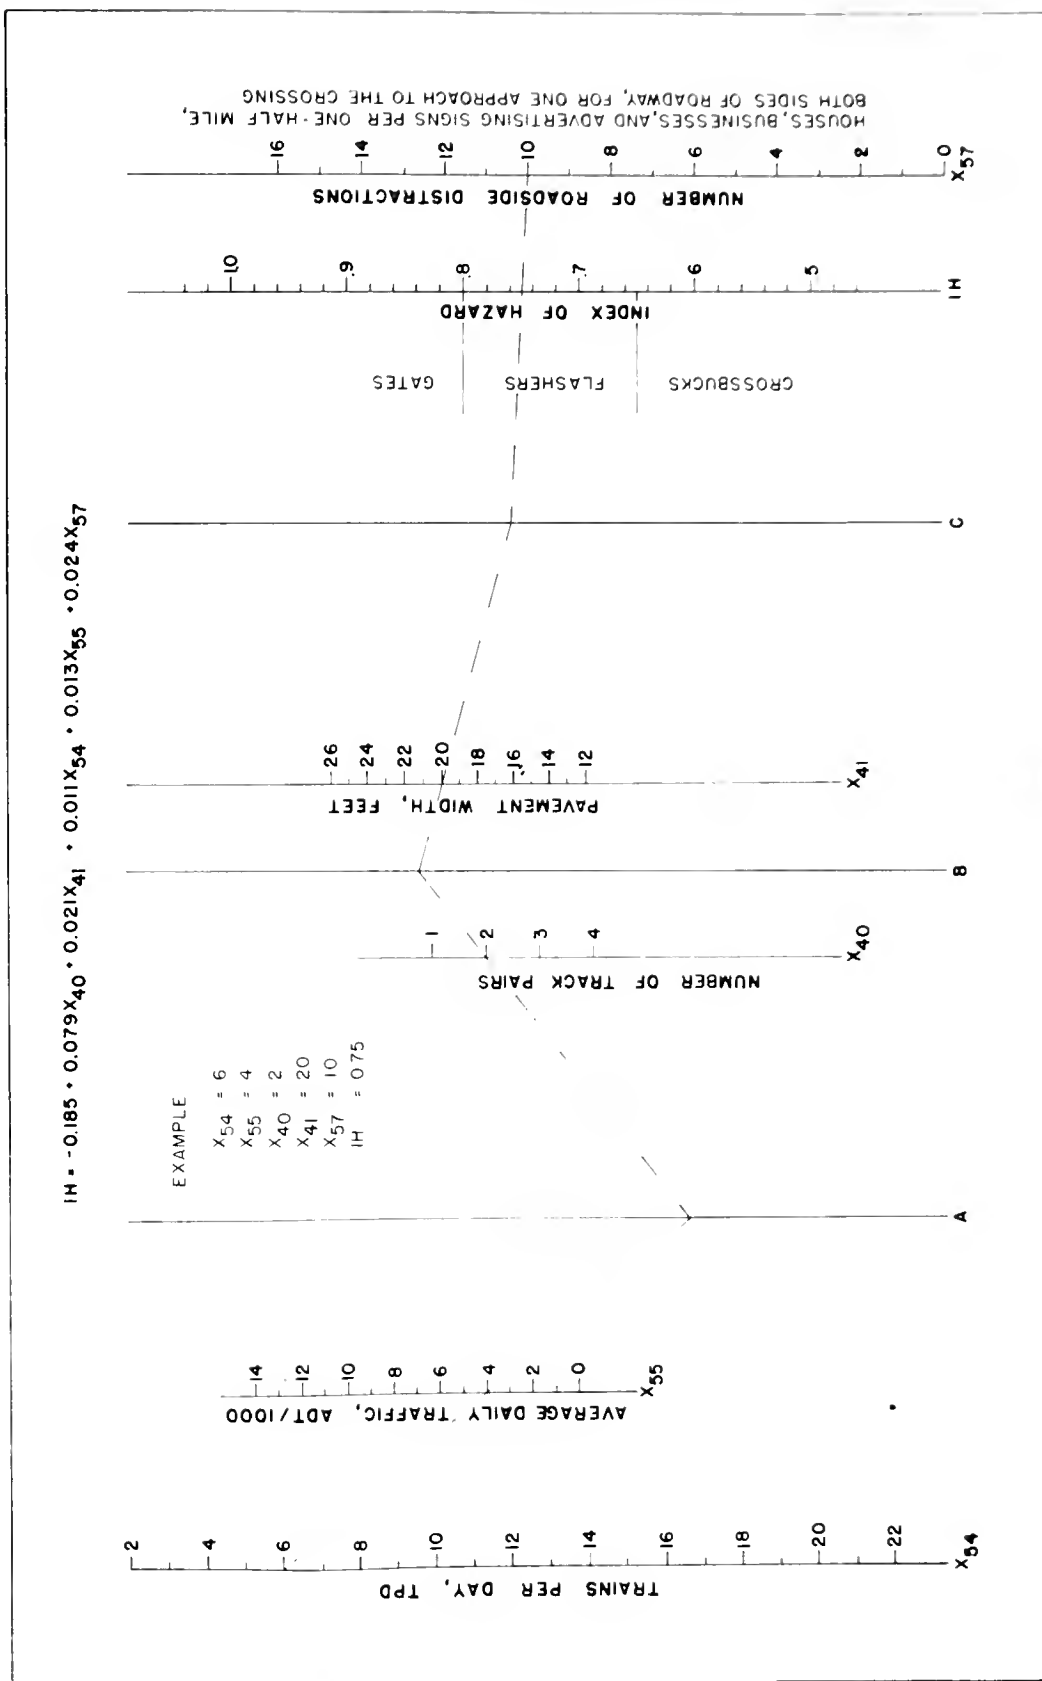 IH = -0.185 + 0.079X40 + 0.021X41 + 0.011X54 + 0.013X55 + 0.024X57
EXAMPLE
X54 = 6
X55 = 4
X40 = 2
X41 = 20
X57 = 10
IH = 0.75
TRAINS PER DAY, TPD
2
4
6
8
10
12
14
16
18
20
22
X54
AVERAGE DAILY TRAFFIC, ADT/1000
14
12
10
8
6
4
2
0
X55
A
NUMBER OF TRACK PAIRS
1
2
3
4
X40
B
PAVEMENT WIDTH, FEET
26
24
22
20
18
16
14
12
X41
C
GATES
FLASHERS
CROSSBUCKS
INDEX OF HAZARD
1.0
.9
.8
.7
.6
.5
IH
NUMBER OF ROADSIDE DISTRACTIONS
16
14
12
10
8
6
4
2
0
X57
HOUSES, BUSINESSES, AND ADVERTISING SIGNS PER ONE-HALF MILE,
BOTH SIDES OF ROADWAY, FOR ONE APPROACH TO THE CROSSING